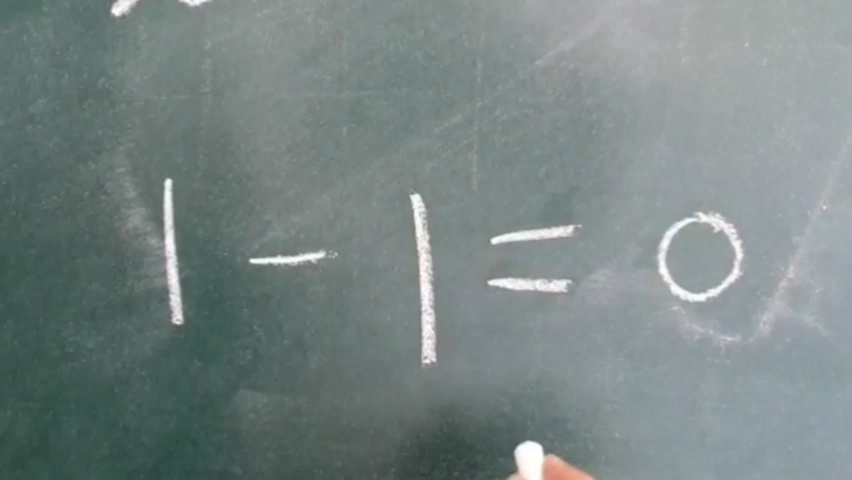 1 - 1 = 0